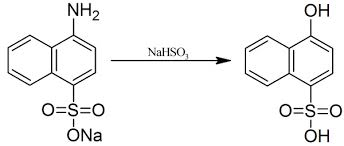 NH2 OH
NaHSO3
O=S=O O=S=O
ONa OH